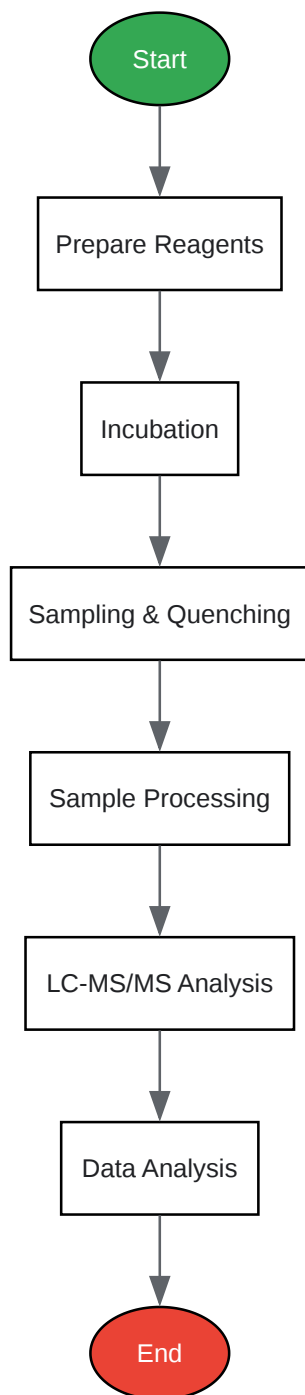 Start
Prepare Reagents
Incubation
Sampling & Quenching
Sample Processing
LC-MS/MS Analysis
Data Analysis
End